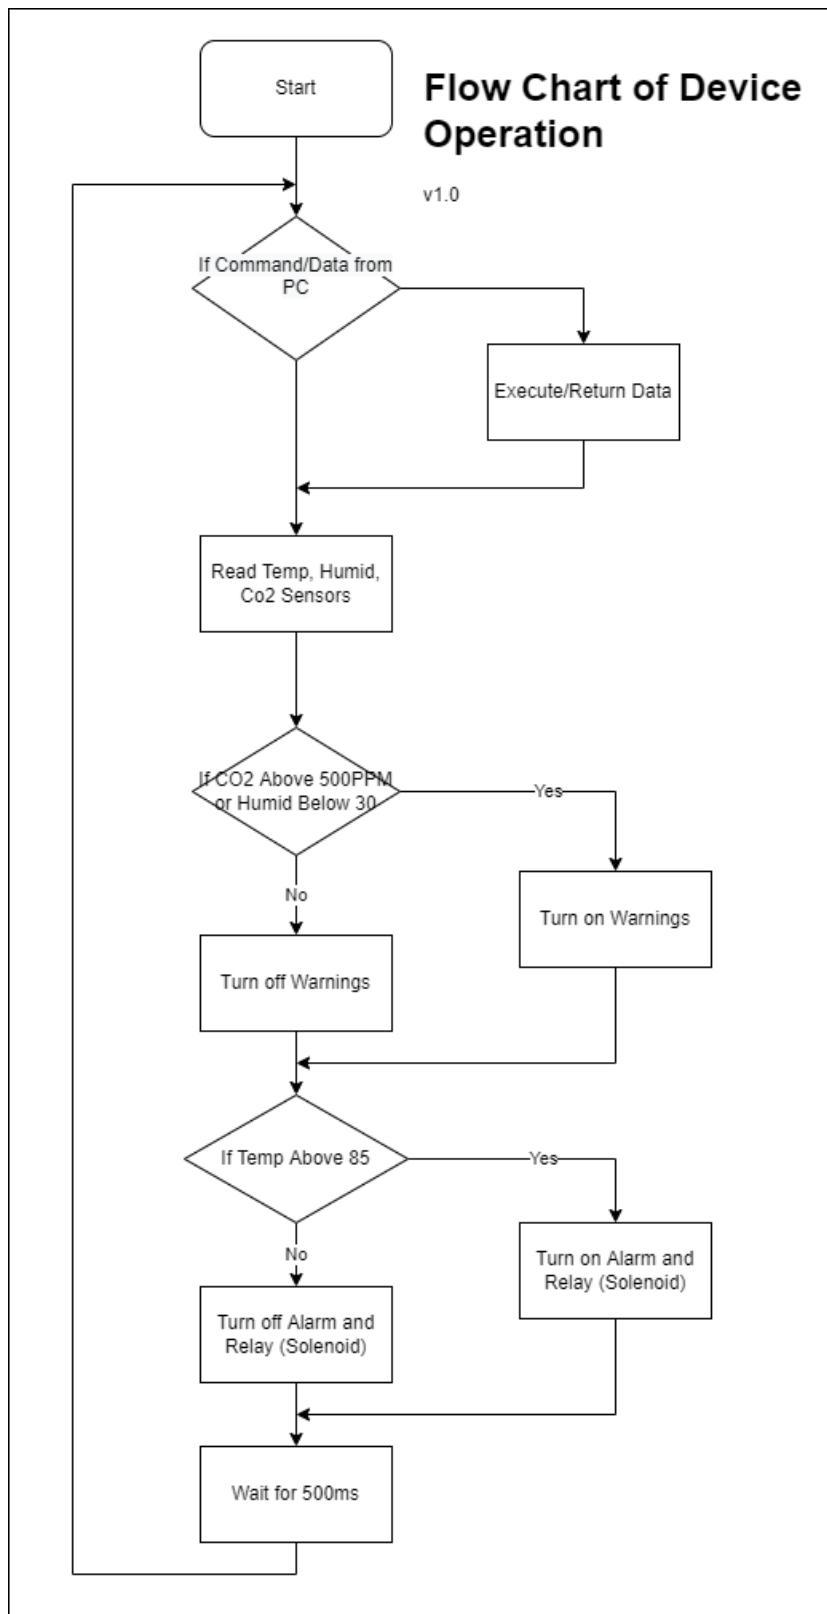 Start
Flow Chart of Device
Operation
v1.0
If Command/Data from
PC
Execute/Return Data
Read Temp, Humid,
Co2 Sensors
If CO2 Above 500PPM
or Humid Below 30
Yes
No
Turn on Warnings
Turn off Warnings
If Temp Above 85
Yes
No
Turn on Alarm and
Relay (Solenoid)
Turn off Alarm and
Relay (Solenoid)
Wait for 500ms